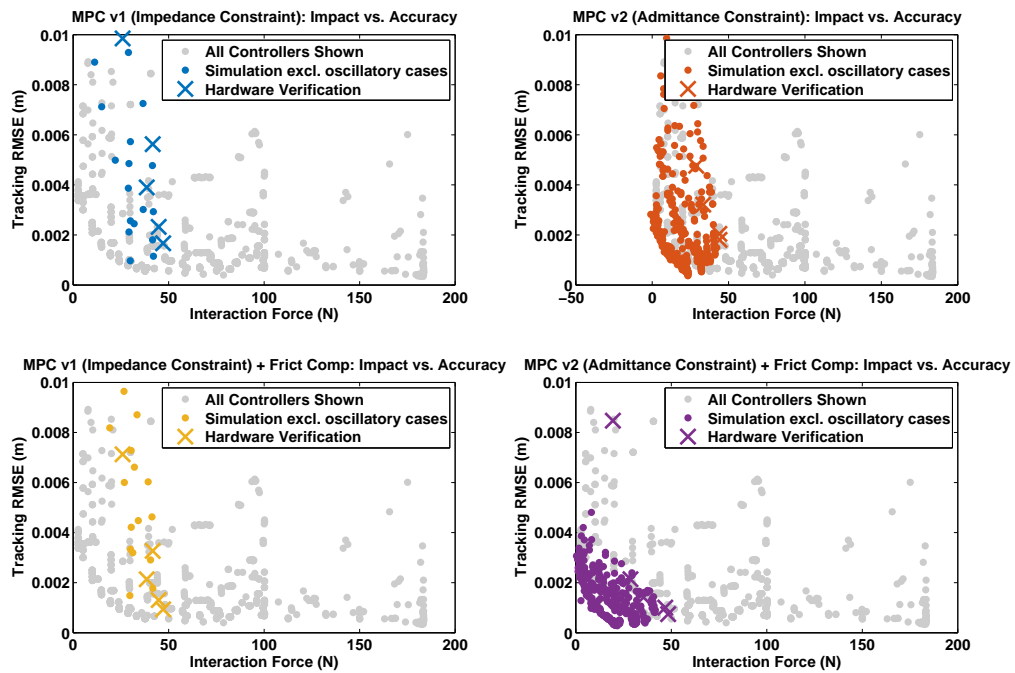 MPC v1 (Impedance Constraint): Impact vs. Accuracy
0.01
0.008
0.006
0.004
0.002
0
Tracking RMSE (m)
All Controllers Shown
Simulation excl. oscillatory cases
Hardware Verification
0 50 100 150 200
Interaction Force (N)
MPC v2 (Admittance Constraint): Impact vs. Accuracy
0.01
0.008
0.006
0.004
0.002
0
Tracking RMSE (m)
All Controllers Shown
Simulation excl. oscillatory cases
Hardware Verification
−50 0 50 100 150 200
Interaction Force (N)
MPC v1 (Impedance Constraint) + Frict Comp: Impact vs. Accuracy
0.01
0.008
0.006
0.004
0.002
0
Tracking RMSE (m)
All Controllers Shown
Simulation excl. oscillatory cases
Hardware Verification
0 50 100 150 200
Interaction Force (N)
MPC v2 (Admittance Constraint) + Frict Comp: Impact vs. Accuracy
0.01
0.008
0.006
0.004
0.002
0
Tracking RMSE (m)
All Controllers Shown
Simulation excl. oscillatory cases
Hardware Verification
0 50 100 150 200
Interaction Force (N)